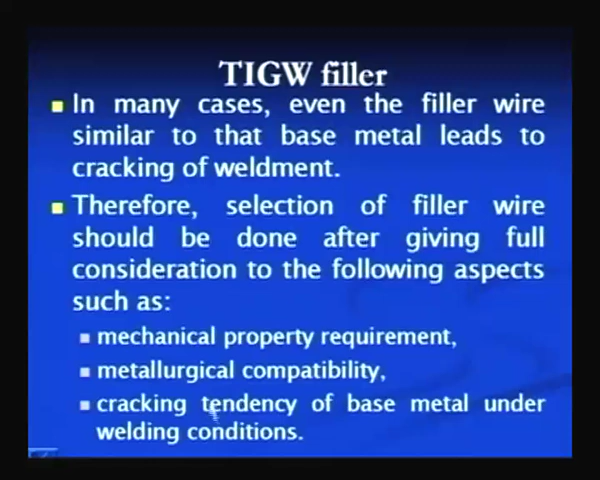 TIGW filler
In many cases, even the filler wire
similar to that base metal leads to
cracking of weldment.
Therefore, selection of filler wire
should be done after giving full
consideration to the following aspects
such as:
mechanical property requirement,
metallurgical compatibility,
cracking tendency of base metal under
welding conditions.